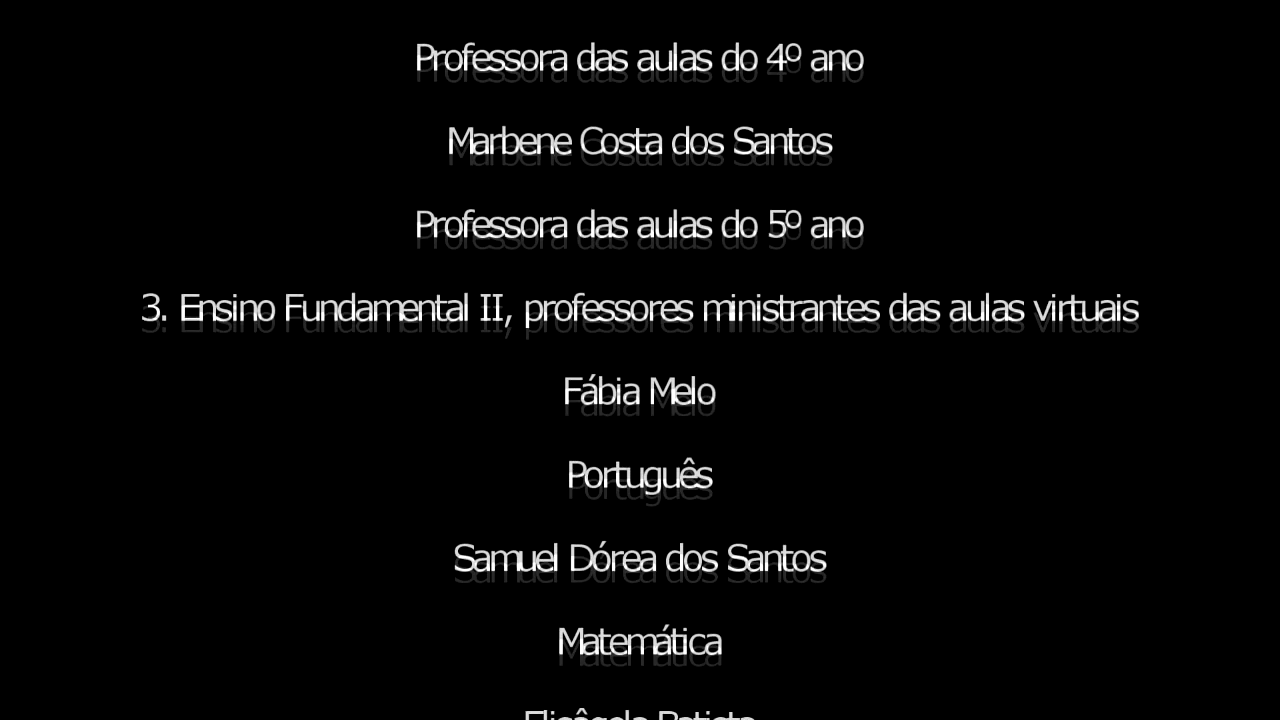 Professora das aulas do 4º ano
Marbene Costa dos Santos
Professora das aulas do 5º ano
3. Ensino Fundamental II, professores ministrantes das aulas virtuais
Fábia Melo
Português
Samuel Dórea dos Santos
Matemática
Batista